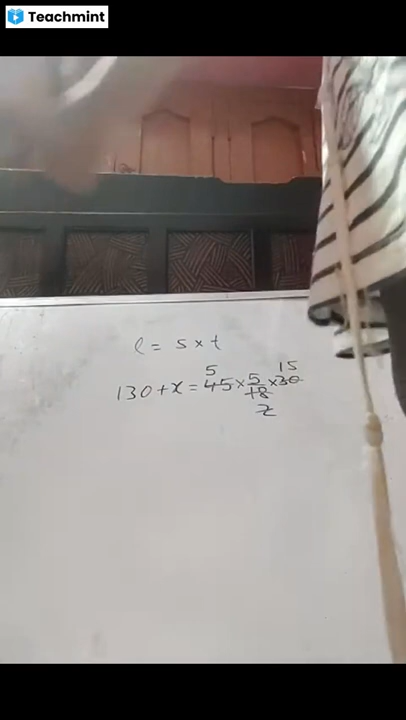 Teachmint
l = s × t
5 15
130 + x = 45 × 5/18 × 30
2